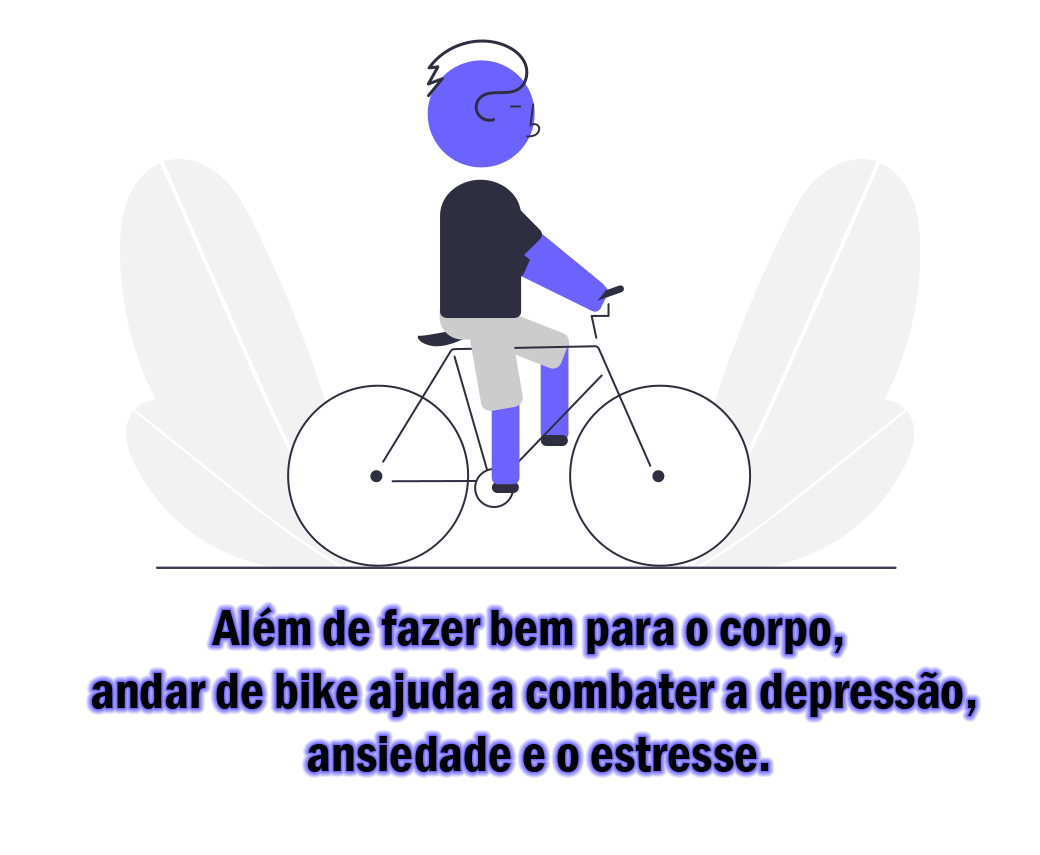 Além de fazer bem para o corpo,
andar de bike ajuda a combater a depressão,
ansiedade e o estresse.